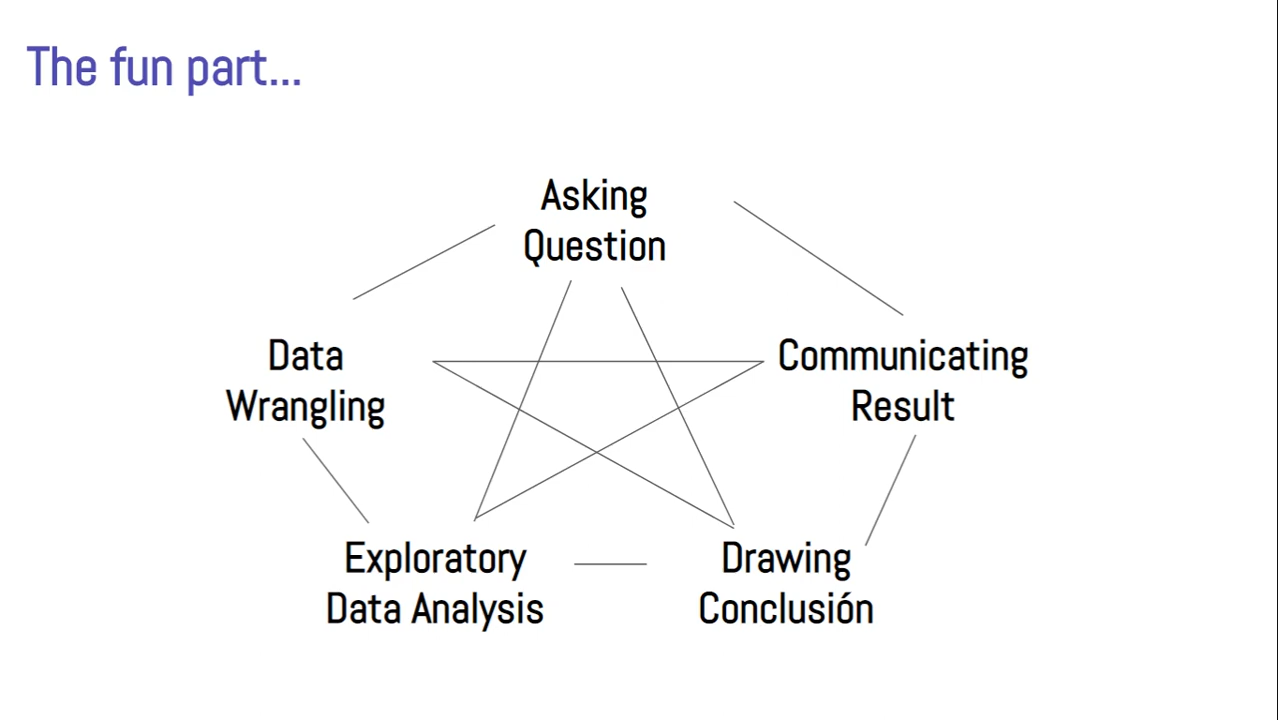 The fun part...
Asking
Question
Data
Wrangling
Communicating
Result
Exploratory
Data Analysis
Drawing
Conclusión